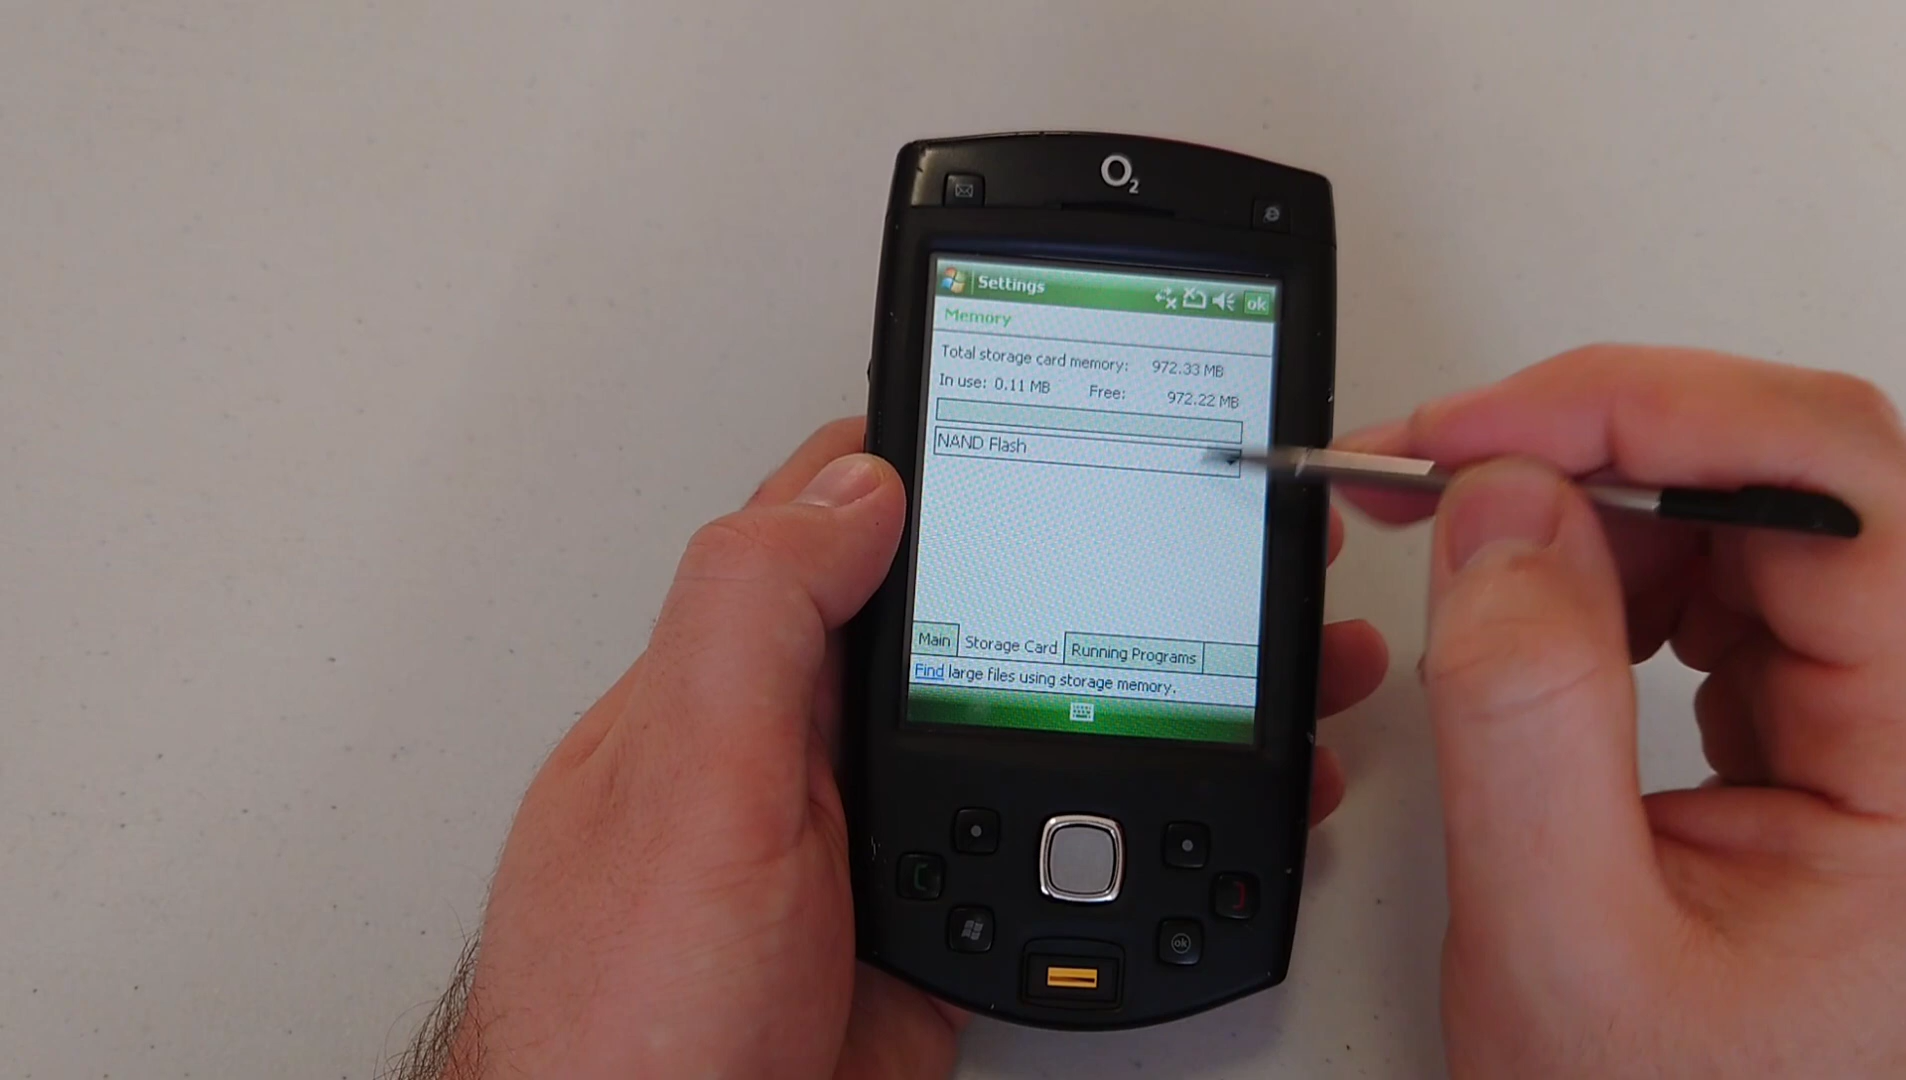 O2
Settings
ok
Memory
Total storage card memory: 972.33 MB
In use: 0.11 MB Free: 972.22 MB
NAND Flash
Main Storage Card Running Programs
Find large files using storage memory.
ok